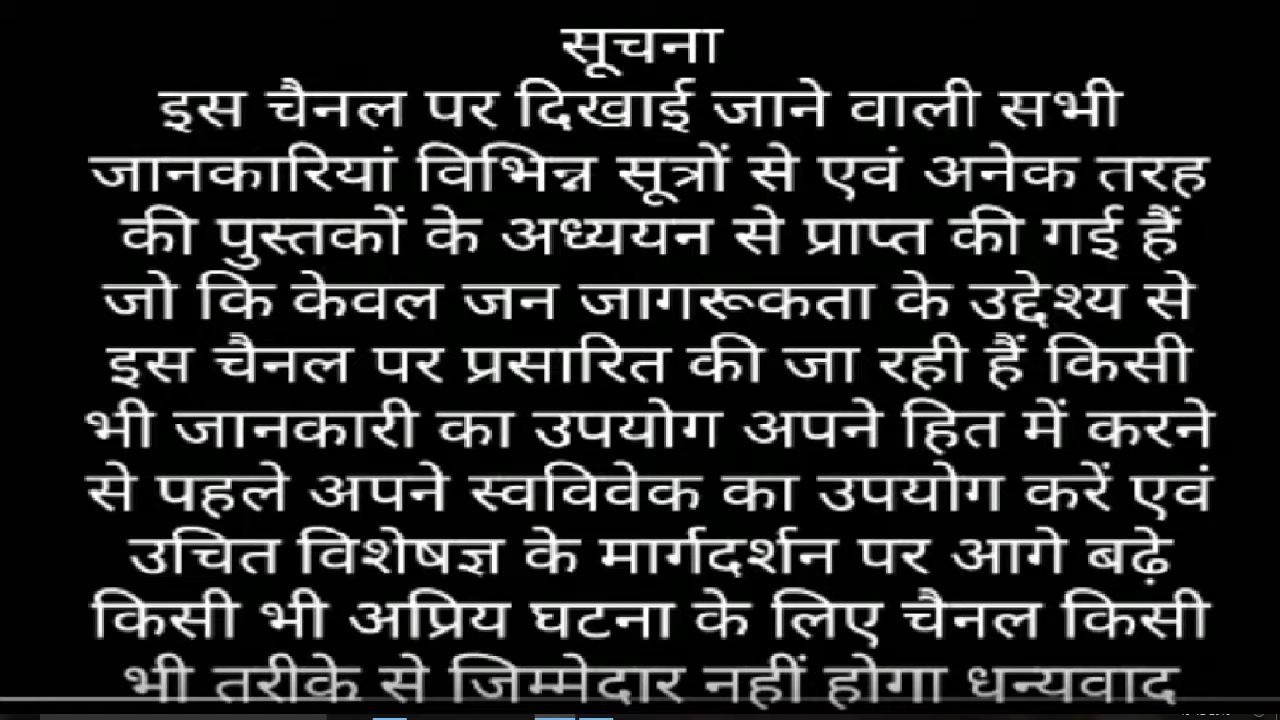 सूचना
इस चैनल पर दिखाई जाने वाली सभी
जानकारियां विभिन्न सूत्रों से एवं अनेक तरह
की पुस्तकों के अध्ययन से प्राप्त की गई हैं
जो कि केवल जन जागरूकता के उद्देश्य से
इस चैनल पर प्रसारित की जा रही हैं किसी
भी जानकारी का उपयोग अपने हित में करने
से पहले अपने स्वविवेक का उपयोग करें एवं
उचित विशेषज्ञ के मार्गदर्शन पर आगे बढ़े
किसी भी अप्रिय घटना के लिए चैनल किसी
भी तरीके से जिम्मेदार नहीं होगा धन्यवाद